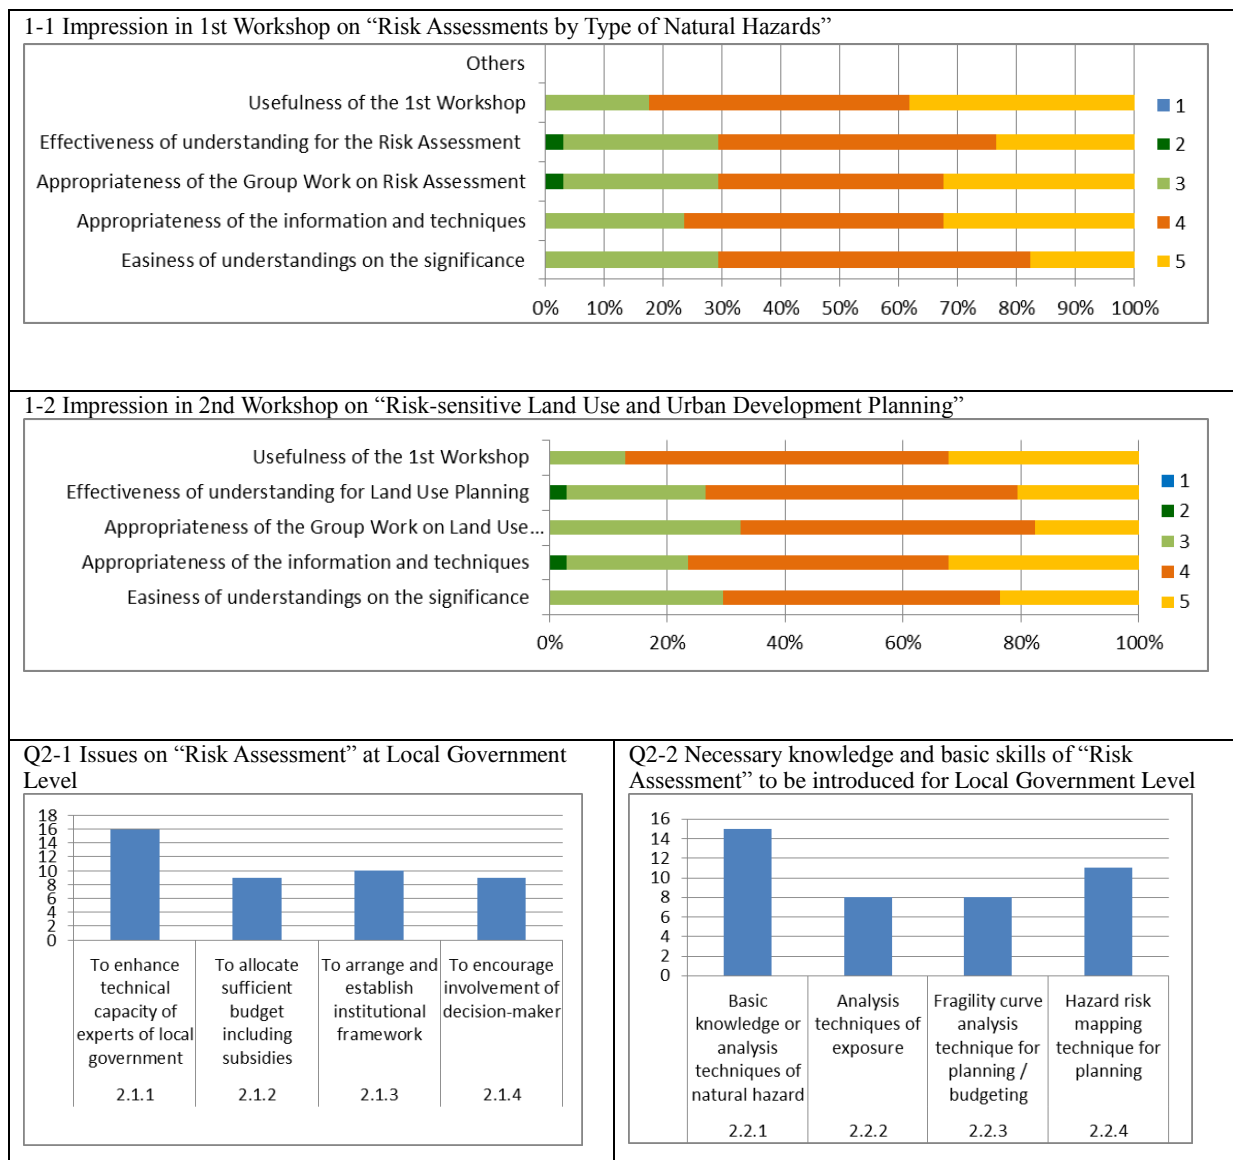 1-1 Impression in 1st Workshop on “Risk Assessments by Type of Natural Hazards”
Others
Usefulness of the 1st Workshop
Effectiveness of understanding for the Risk Assessment
Appropriateness of the Group Work on Risk Assessment
Appropriateness of the information and techniques
Easiness of understandings on the significance
0% 10% 20% 30% 40% 50% 60% 70% 80% 90% 100%
1
2
3
4
5
1-2 Impression in 2nd Workshop on “Risk-sensitive Land Use and Urban Development Planning”
Usefulness of the 1st Workshop
Effectiveness of understanding for Land Use Planning
Appropriateness of the Group Work on Land Use...
Appropriateness of the information and techniques
Easiness of understandings on the significance
0% 20% 40% 60% 80% 100%
1
2
3
4
5
Q2-1 Issues on “Risk Assessment” at Local Government
Level
18
16
14
12
10
8
6
4
2
0
To enhance
technical
capacity of
experts of local
government
2.1.1
To allocate
sufficient
budget
including
subsidies
2.1.2
To arrange and
establish
institutional
framework
2.1.3
To encourage
involvement of
decision-maker
2.1.4
Q2-2 Necessary knowledge and basic skills of “Risk
Assessment” to be introduced for Local Government Level
16
14
12
10
8
6
4
2
0
Basic
knowledge or
analysis
techniques of
natural hazard
2.2.1
Analysis
techniques of
exposure
2.2.2
Fragility curve
analysis
technique for
planning /
budgeting
2.2.3
Hazard risk
mapping
technique for
planning
2.2.4